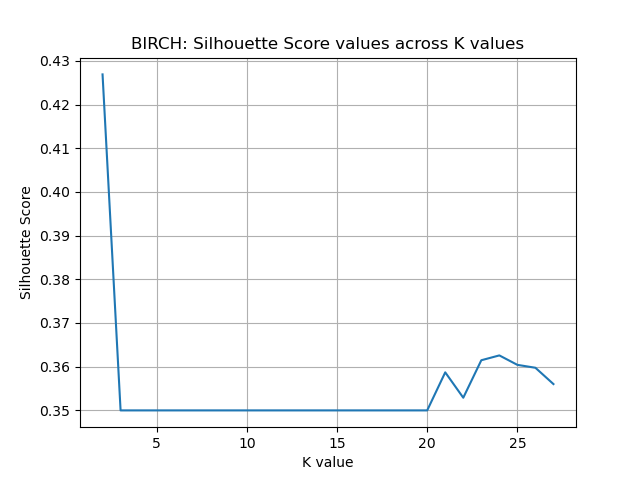 BIRCH: Silhouette Score values across K values
0.43
0.42
0.41
0.40
0.39
0.38
0.37
0.36
0.35
Silhouette Score
5 10 15 20 25
K value